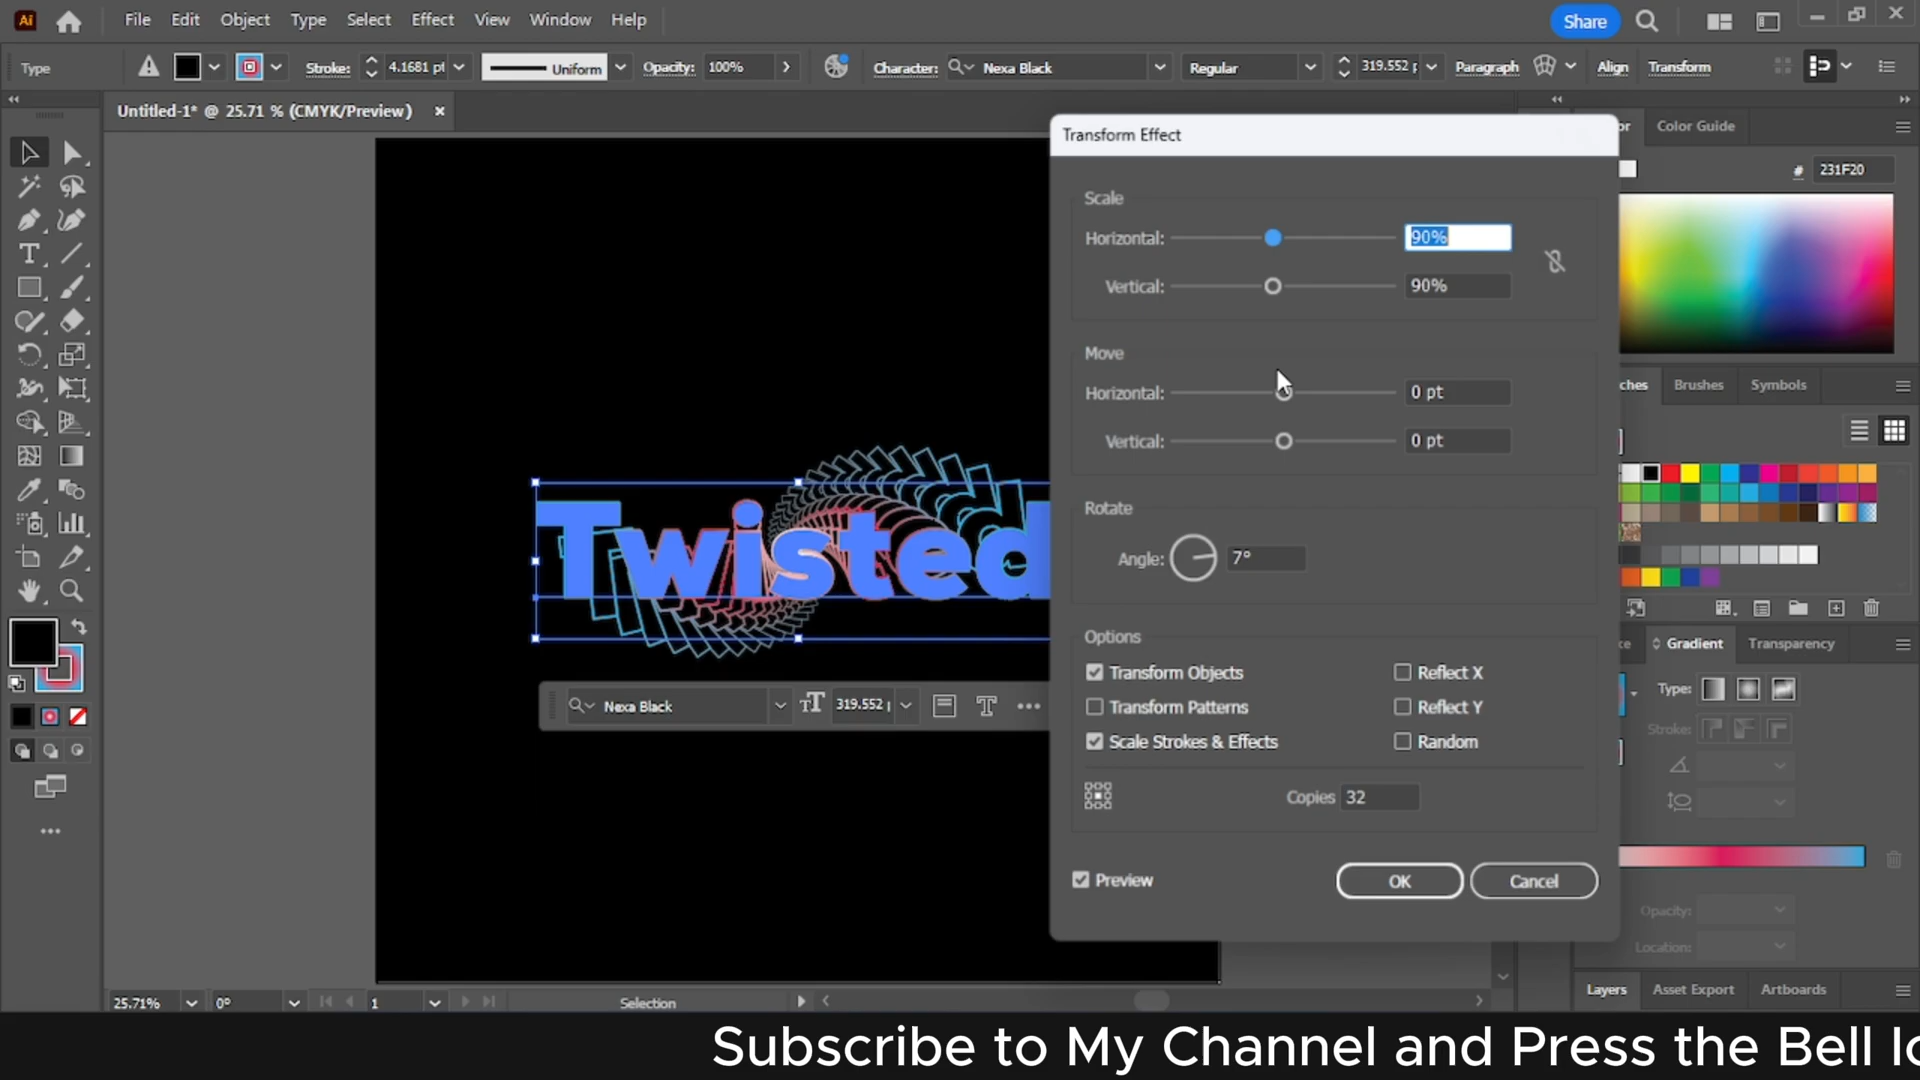 Ai File Edit Object Type Select Effect View Window Help Share
Type Stroke: 4.1681 pt Uniform Opacity: 100% Character: Nexa Black Regular 319.552 Paragraph Align Transform
Untitled-1* @ 25.71 % (CMYK/Preview)
Transform Effect
Color Guide
Scale
# 231F20
Horizontal: 90%
Vertical: 90%
Move
Brushes Symbols
Horizontal: 0 pt
Vertical: 0 pt
Rotate
Twisted
Angle: 7°
Options
Gradient Transparency
Transform Objects Reflect X
Type:
Nexa Black 319.552
Transform Patterns Reflect Y
Stroke:
Scale Strokes & Effects Random
Copies 32
Preview OK Cancel
Opacity:
Location:
25.71% 0° 1 Selection
Layers Asset Export Artboards
Subscribe to My Channel and Press the Bell